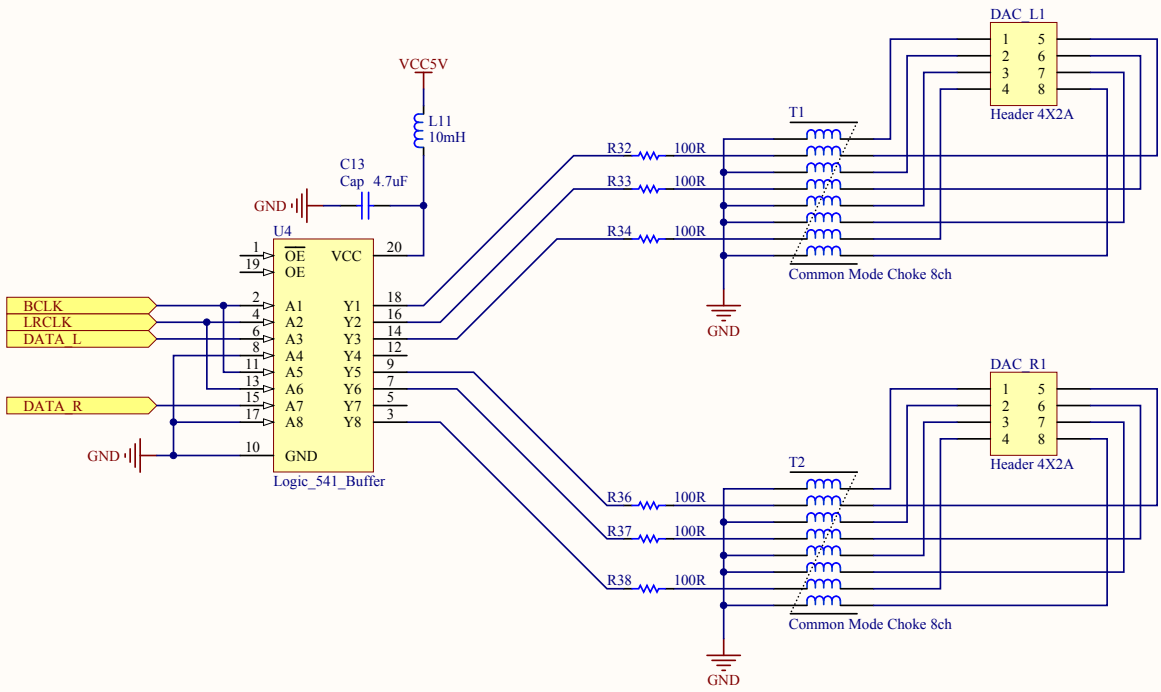 DAC_L1
1 5
2 6
3 7
4 8
Header 4X2A
VCC5V
L11
10mH
C13
Cap 4.7uF
GND
T1
R32 100R
R33 100R
R34 100R
Common Mode Choke 8ch
GND
U4
1 OE VCC 20
19 OE
BCLK 2 A1 Y1 18
LRCLK 4 A2 Y2 16
DATA_L 6 A3 Y3 14
8 A4 Y4 12
11 A5 Y5 9
13 A6 Y6 7
DATA_R 15 A7 Y7 5
17 A8 Y8 3
GND 10 GND
Logic_541_Buffer
DAC_R1
1 5
2 6
3 7
4 8
Header 4X2A
T2
R36 100R
R37 100R
R38 100R
Common Mode Choke 8ch
GND